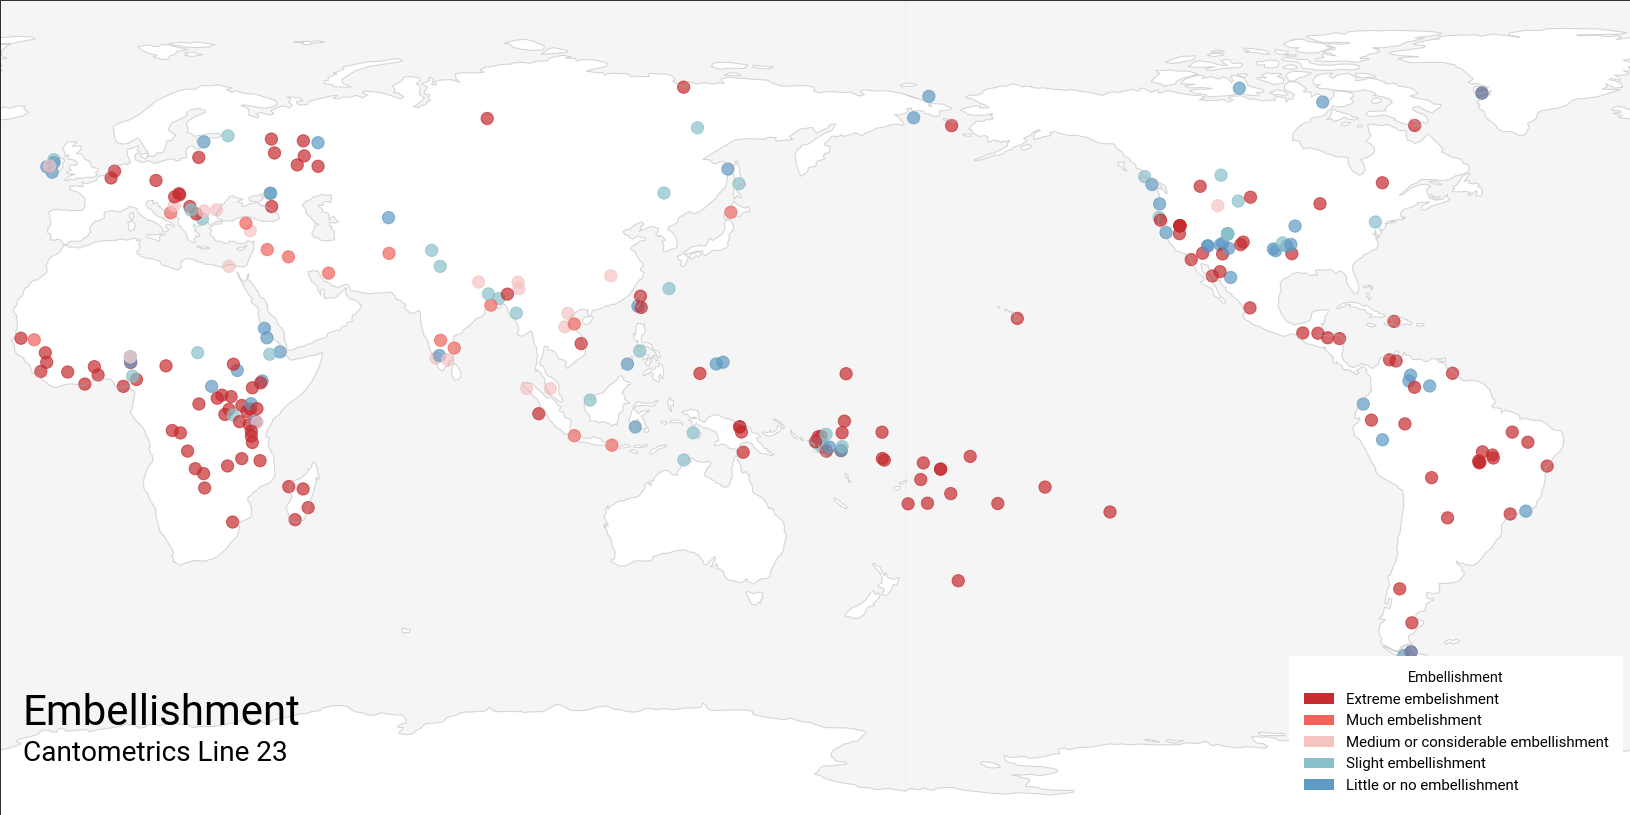 Embellishment
Cantometrics Line 23
Embellishment
Extreme embelishment
Much embelishment
Medium or considerable embellishment
Slight embellishment
Little or no embellishment